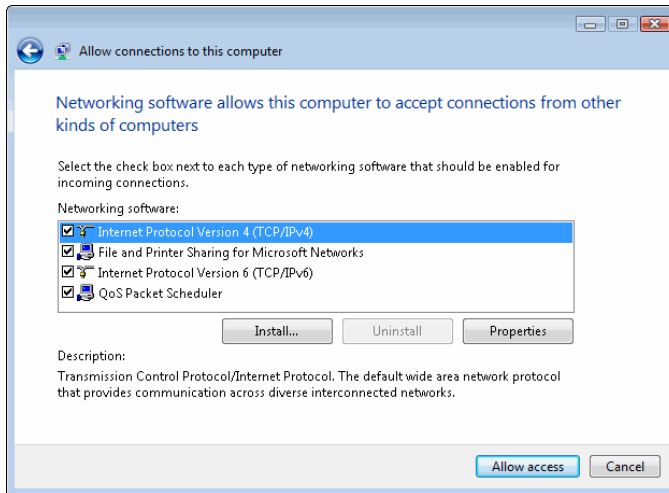 Allow connections to this computer
Networking software allows this computer to accept connections from other
kinds of computers
Select the check box next to each type of networking software that should be enabled for
incoming connections.
Networking software:
Internet Protocol Version 4 (TCP/IPv4)
File and Printer Sharing for Microsoft Networks
Internet Protocol Version 6 (TCP/IPv6)
QoS Packet Scheduler
Install... Uninstall Properties
Description:
Transmission Control Protocol/Internet Protocol. The default wide area network protocol
that provides communication across diverse interconnected networks.
Allow access Cancel